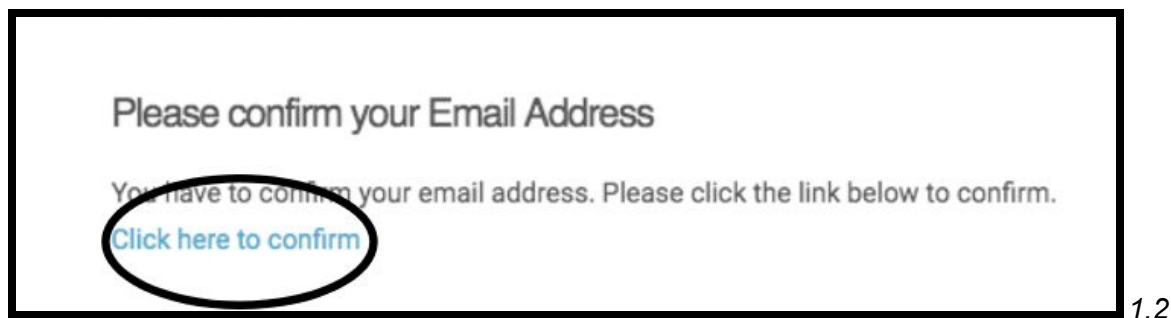 Please confirm your Email Address
You have to confirm your email address. Please click the link below to confirm.
Click here to confirm
1.2